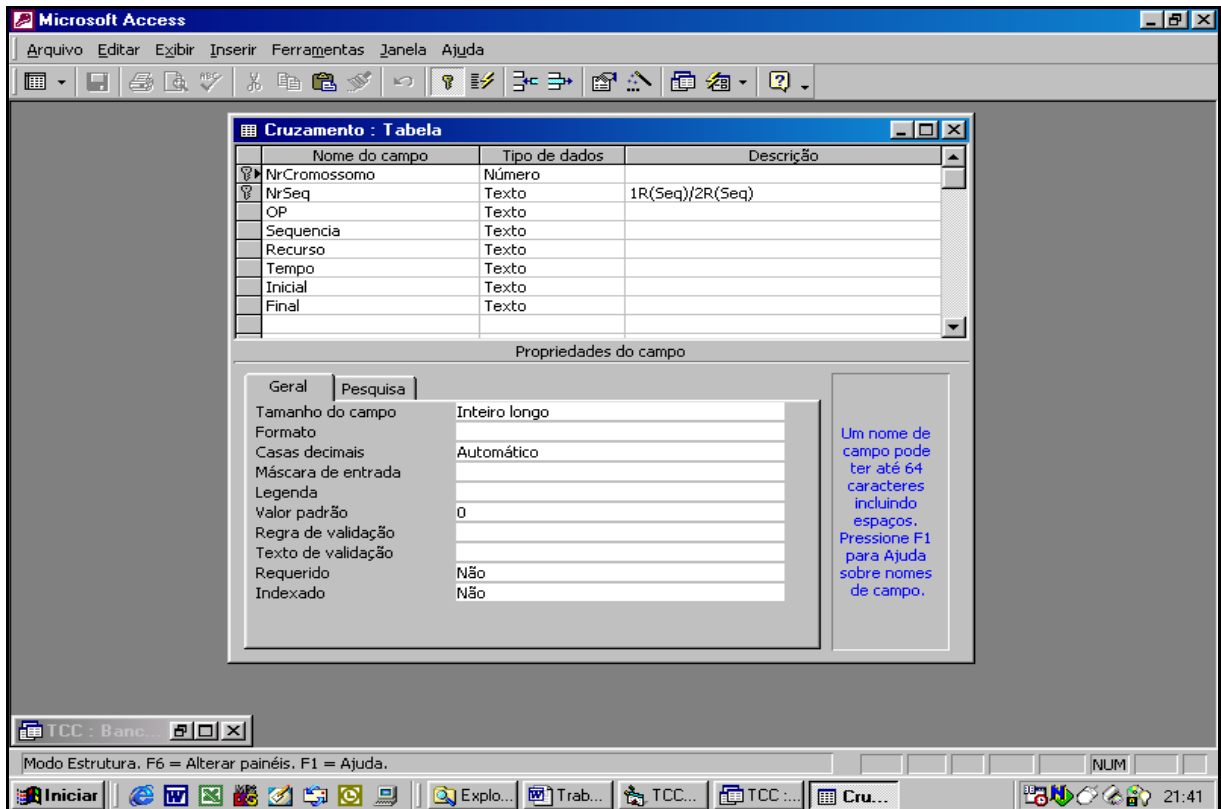 Microsoft Access
Arquivo Editar Exibir Inserir Ferramentas Janela Ajuda
Cruzamento : Tabela
Nome do campo Tipo de dados Descrição
NrCromossomo Número
NrSeq Texto 1R(Seq)/2R(Seq)
OP Texto
Sequencia Texto
Recurso Texto
Tempo Texto
Inicial Texto
Final Texto
Propriedades do campo
Geral Pesquisa
Tamanho do campo Inteiro longo
Formato
Casas decimais Automático
Máscara de entrada
Legenda
Valor padrão 0
Regra de validação
Texto de validação
Requerido Não
Indexado Não
Um nome de
campo pode
ter até 64
caracteres
incluindo
espaços.
Pressione F1
para Ajuda
sobre nomes
de campo.
TCC : Banc...
Modo Estrutura. F6 = Alterar painéis. F1 = Ajuda. NUM
Iniciar Explo... Trab... TCC... TCC :... Cru... 21:41